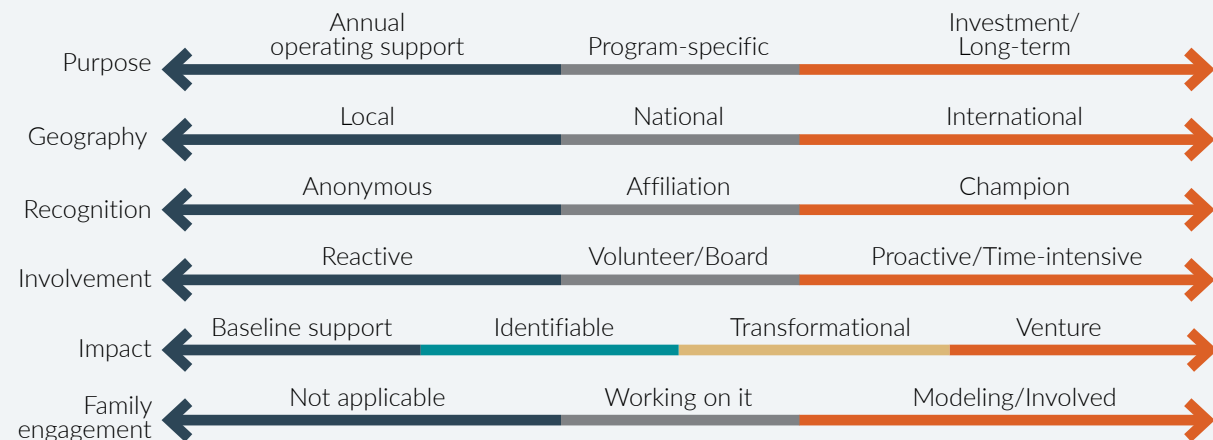 Annual
operating support
Program-specific
Investment/
Long-term
Purpose
Local
National
International
Geography
Anonymous
Affiliation
Champion
Recognition
Reactive
Volunteer/Board
Proactive/Time-intensive
Involvement
Baseline support
Identifiable
Transformational
Venture
Impact
Not applicable
Working on it
Modeling/Involved
Family
engagement